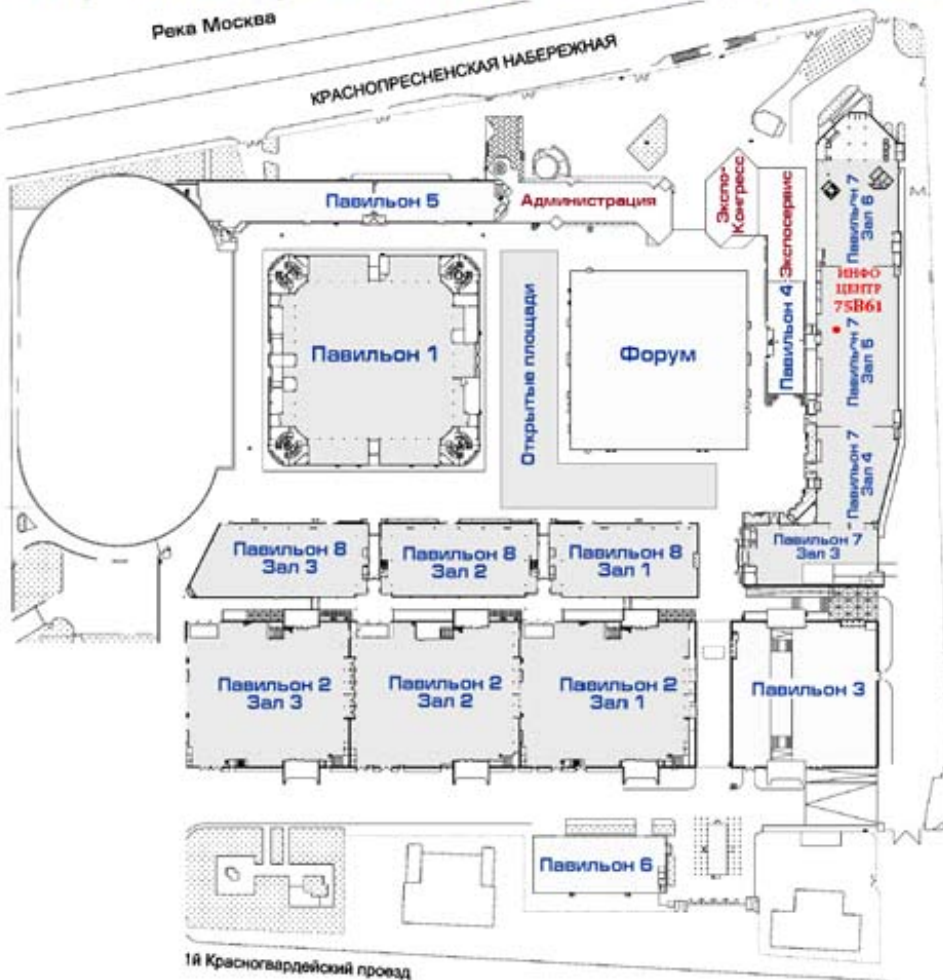 Река Москва
КРАСНОПРЕСНЕНСКАЯ НАБЕРЕЖНАЯ
Павильон 5
Администрация
Экспо-
Конгресс
Экспосервис
Павильон 7
Зал 6
ИНФО
ЦЕНТР
75B61
Павильон 4
Павильон 7
Зал 5
Павильон 1
Открытые площади
Форум
Павильон 7
Зал 4
Павильон 8
Зал 3
Павильон 8
Зал 2
Павильон 8
Зал 1
Павильон 7
Зал 3
Павильон 2
Зал 3
Павильон 2
Зал 2
Павильон 2
Зал 1
Павильон 3
Павильон 6
1й Красногвардейский проезд